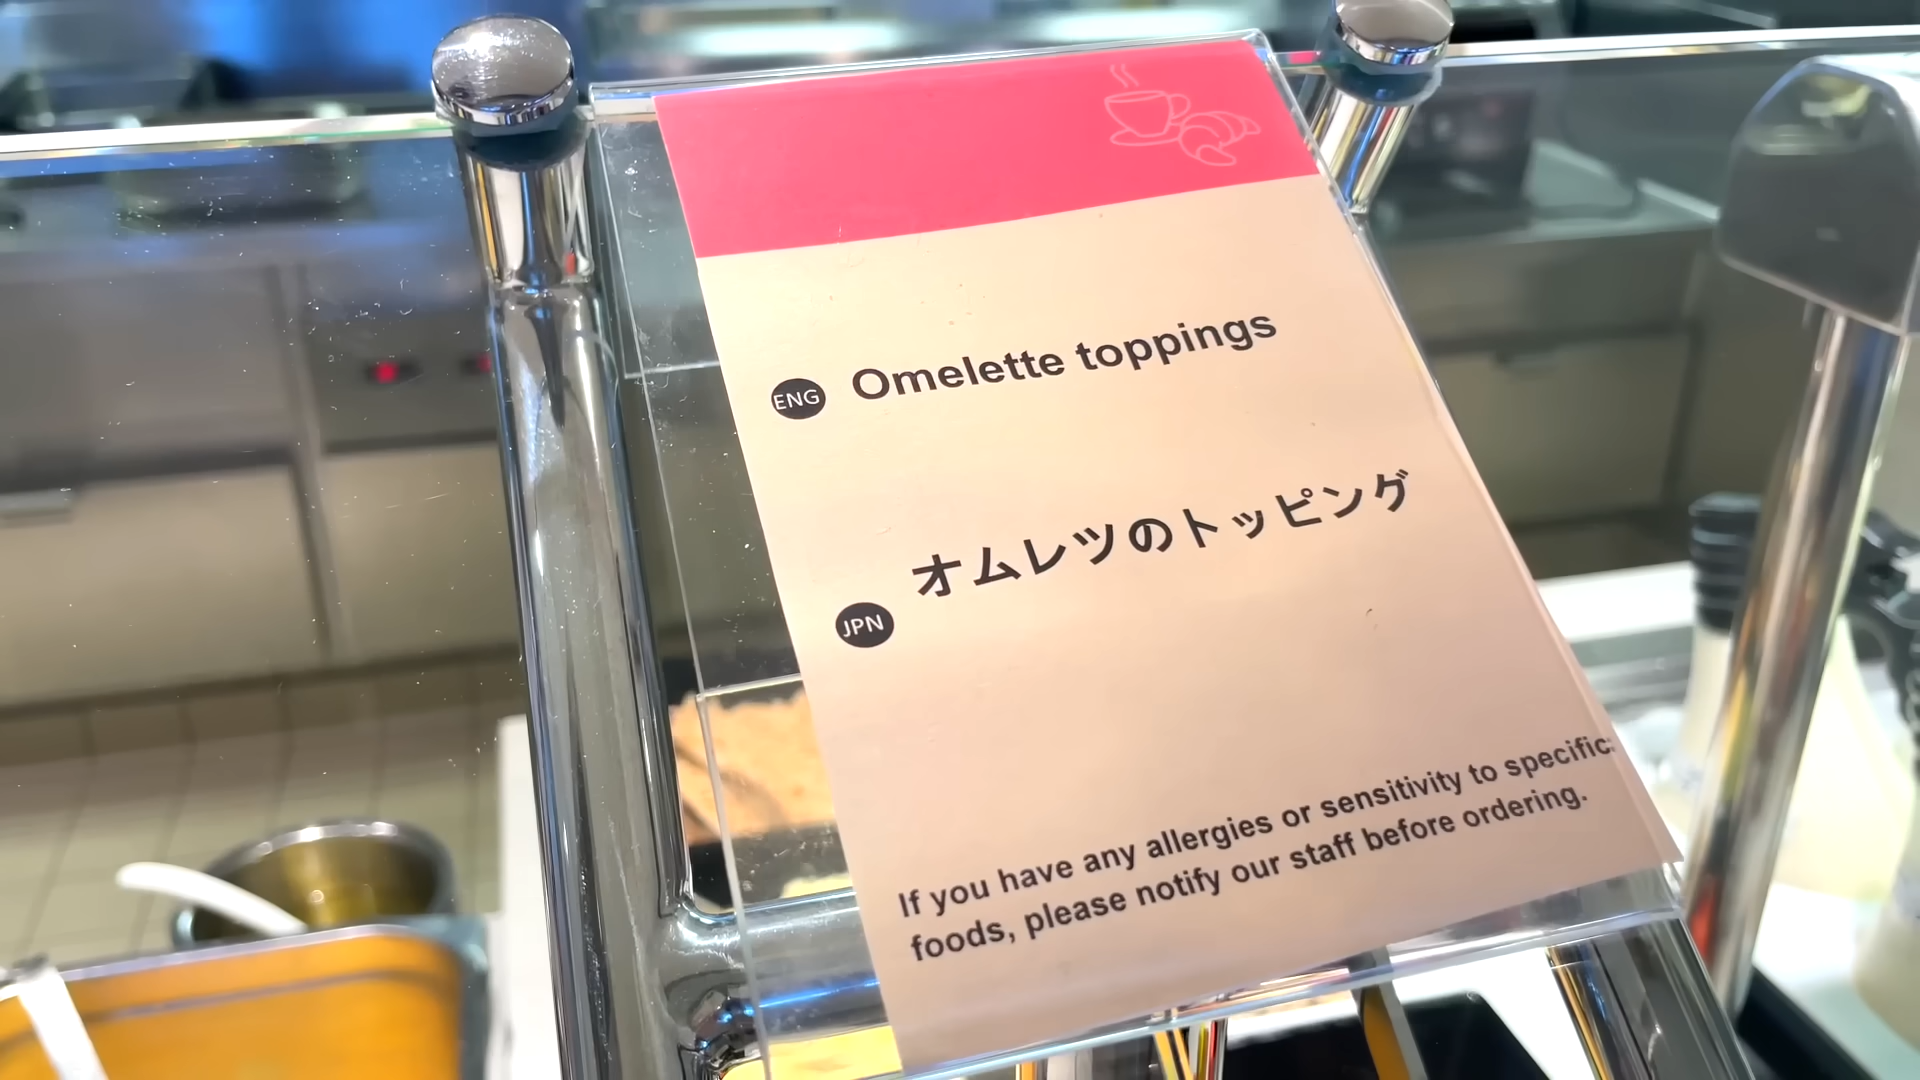 ENG Omelette toppings
JPN オムレツのトッピング
If you have any allergies or sensitivity to specific
foods, please notify our staff before ordering.